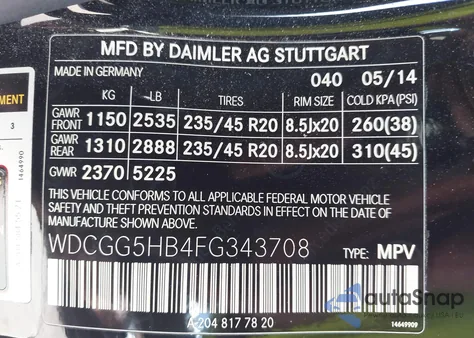 MFD BY DAIMLER AG STUTTGART
MADE IN GERMANY 040 05/14
KG LB TIRES RIM SIZE COLD KPA (PSI)
GAWR FRONT 1150 2535 235/45 R20 8.5Jx20 260(38)
GAWR REAR 1310 2888 235/45 R20 8.5Jx20 310(45)
GVWR 2370 5225
THIS VEHICLE CONFORMS TO ALL APPLICABLE FEDERAL MOTOR VEHICLE
SAFETY AND THEFT PREVENTION STANDARDS IN EFFECT ON THE DATE
OF MANUFACTURE SHOWN ABOVE.
WDCGG5HB4FG343708 TYPE: MPV
A-204 817 78 20
14649909
EMENT
3
1464990
autoSnap